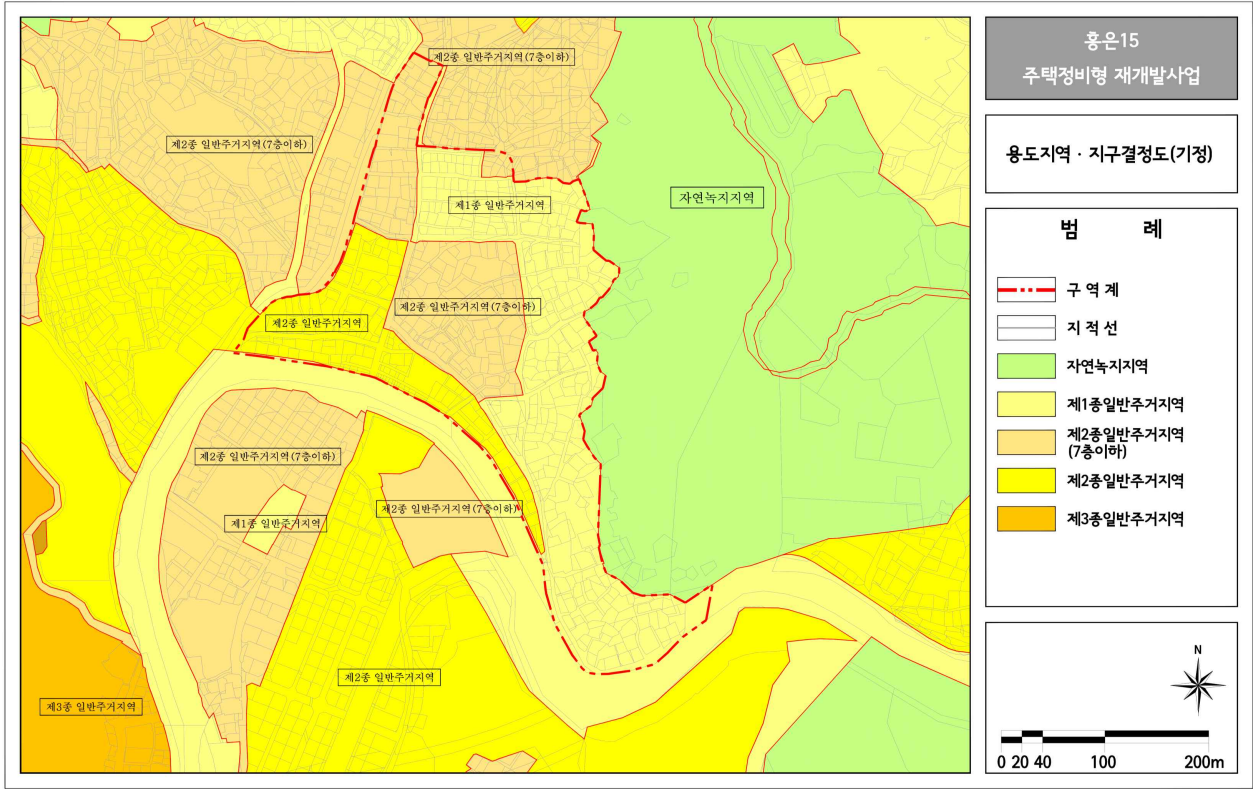 홍은15
주택정비형 재개발사업
용도지역 · 지구결정도(기정)
범 례
구 역 계
지 적 선
자연녹지지역
제1종일반주거지역
제2종일반주거지역
(7층이하)
제2종일반주거지역
제3종일반주거지역
N
0 20 40 100 200m
제2종 일반주거지역(7층이하)
제2종 일반주거지역(7층이하)
자연녹지지역
제1종 일반주거지역
제2종 일반주거지역(7층이하)
제2종 일반주거지역
제2종 일반주거지역(7층이하)
제2종 일반주거지역(7층이하)
제1종 일반주거지역
제2종 일반주거지역
제3종 일반주거지역